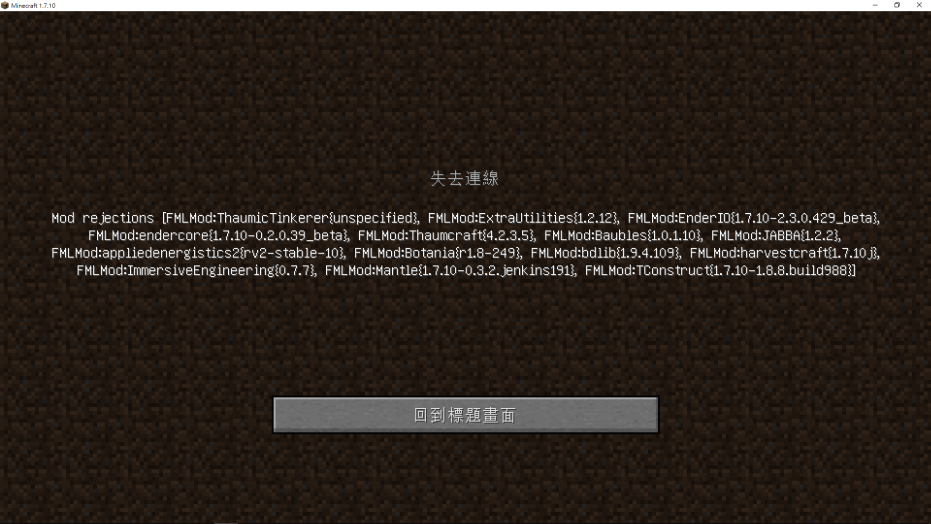 Minecraft 1.7.10
失去連線
Mod rejections [FMLMod:ThaumicTinkerer{unspecified}, FMLMod:ExtraUtilities{1.2.12}, FMLMod:EnderIO{1.7.10-2.3.0.429_beta},
FMLMod:endercore{1.7.10-0.2.0.39_beta}, FMLMod:Thaumcraft{4.2.3.5}, FMLMod:Baubles{1.0.1.10}, FMLMod:JABBA{1.2.2},
FMLMod:appliedenergistics2{rv2-stable-10}, FMLMod:Botania{r1.8-249}, FMLMod:bdlib{1.9.4.109}, FMLMod:harvestcraft{1.7.10j},
FMLMod:ImmersiveEngineering{0.7.7}, FMLMod:Mantle{1.7.10-0.3.2.jenkins191}, FMLMod:TConstruct{1.7.10-1.8.8.build988}]
回到標題畫面